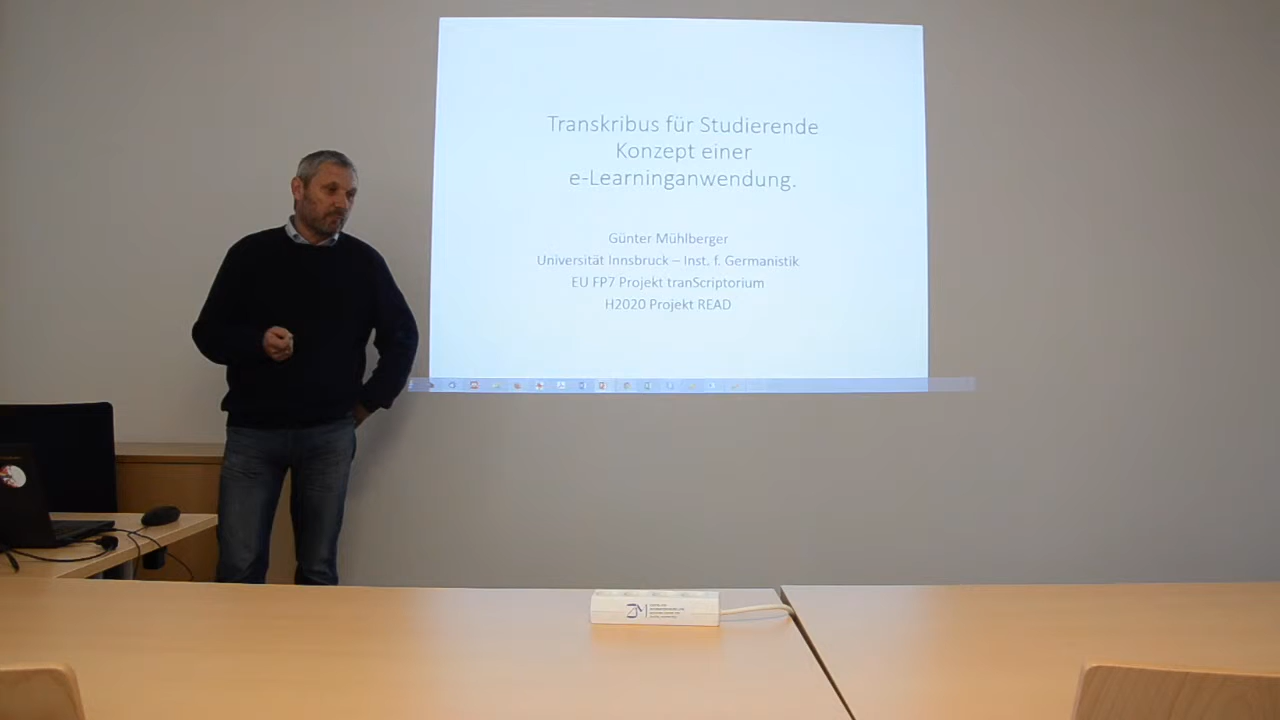 Transkribus für Studierende
Konzept einer
e-Learninganwendung.
Günter Mühlberger
Universität Innsbruck – Inst. f. Germanistik
EU FP7 Projekt tranScriptorium
H2020 Projekt READ